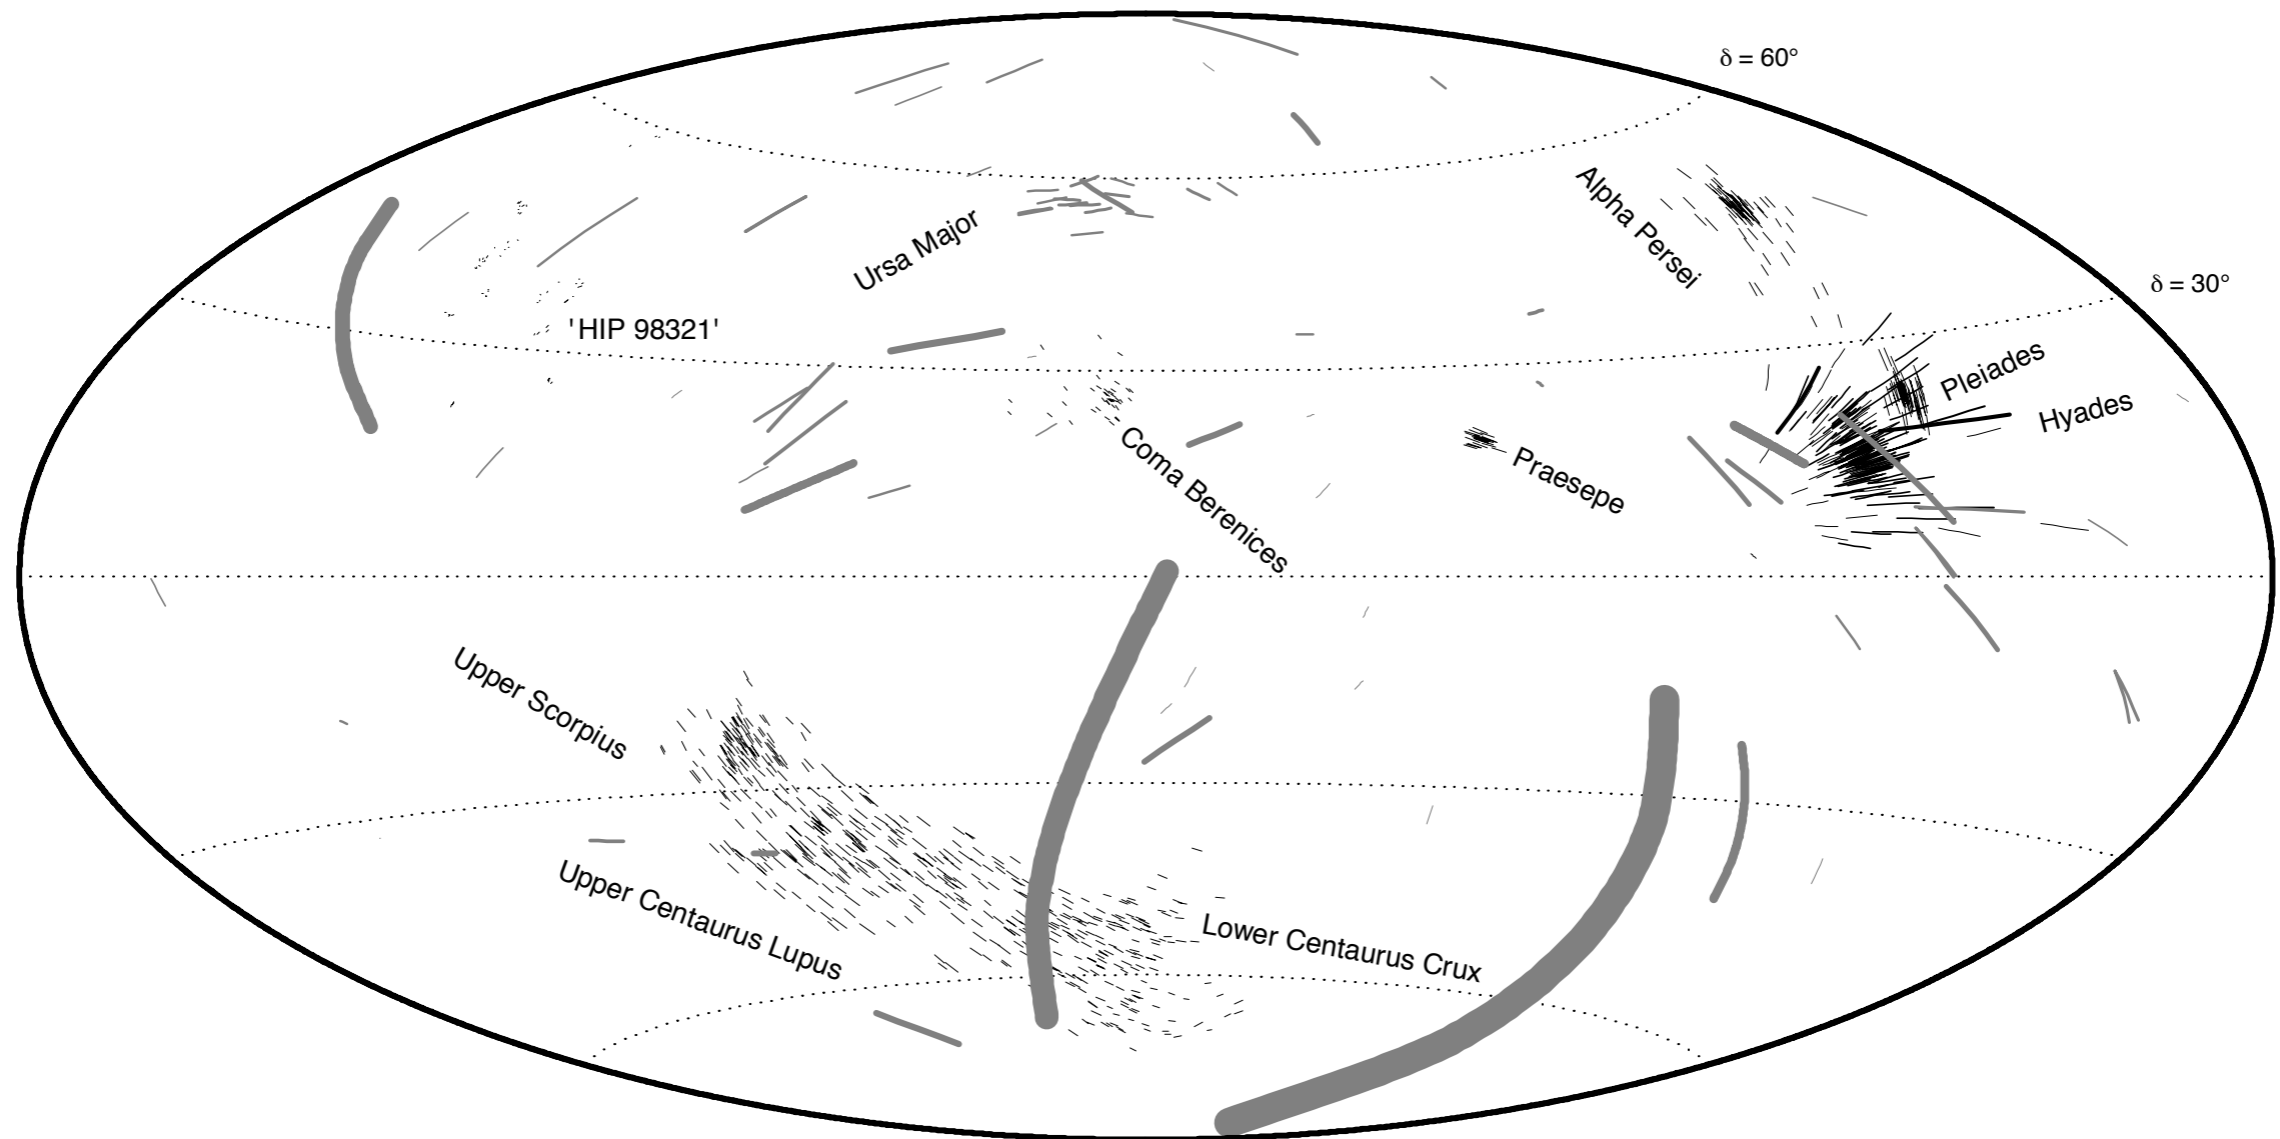 δ = 60°
Alpha Persei
Ursa Major
δ = 30°
'HIP 98321'
Pleiades
Hyades
Coma Berenices
Praesepe
Upper Scorpius
Upper Centaurus Lupus
Lower Centaurus Crux